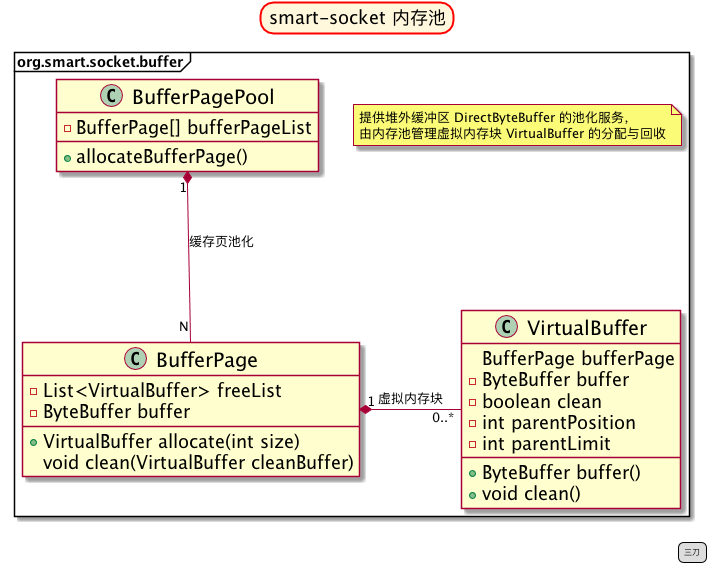 smart-socket 内存池
org.smart.socket.buffer
C BufferPagePool
BufferPage[] bufferPageList
allocateBufferPage()
提供堆外缓冲区 DirectByteBuffer 的池化服务，
由内存池管理虚拟内存块 VirtualBuffer 的分配与回收
1
缓存页池化
N
C BufferPage
List<VirtualBuffer> freeList
ByteBuffer buffer
VirtualBuffer allocate(int size)
void clean(VirtualBuffer cleanBuffer)
1 虚拟内存块
0..*
C VirtualBuffer
BufferPage bufferPage
ByteBuffer buffer
boolean clean
int parentPosition
int parentLimit
ByteBuffer buffer()
void clean()
三刀